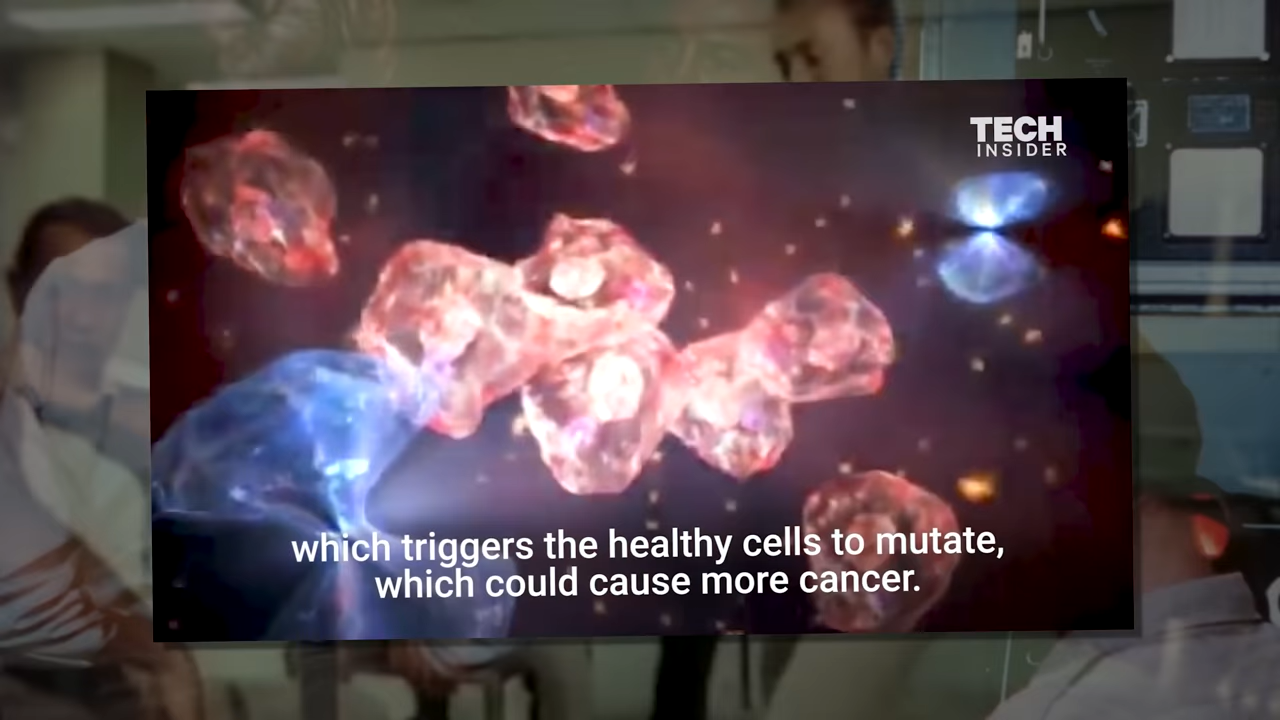 TECH
INSIDER
which triggers the healthy cells to mutate,
which could cause more cancer.